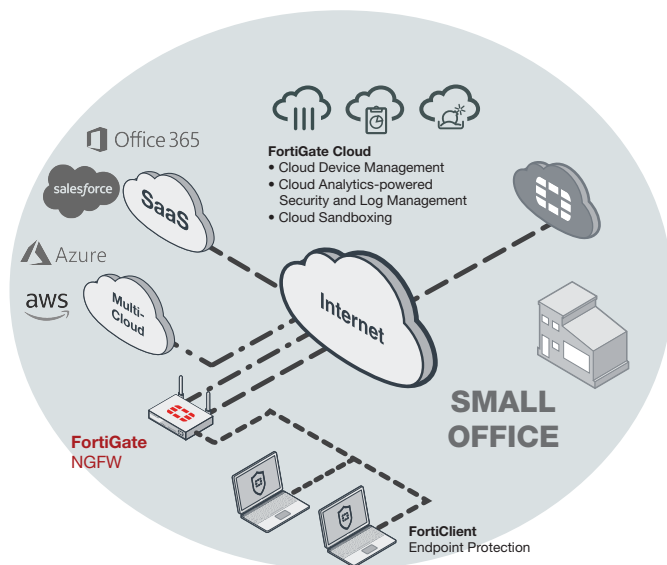 Office 365
salesforce
SaaS
Azure
aws
Multi-
Cloud
FortiGate Cloud
• Cloud Device Management
• Cloud Analytics-powered
Security and Log Management
• Cloud Sandboxing
Internet
SMALL
OFFICE
FortiGate
NGFW
FortiClient
Endpoint Protection